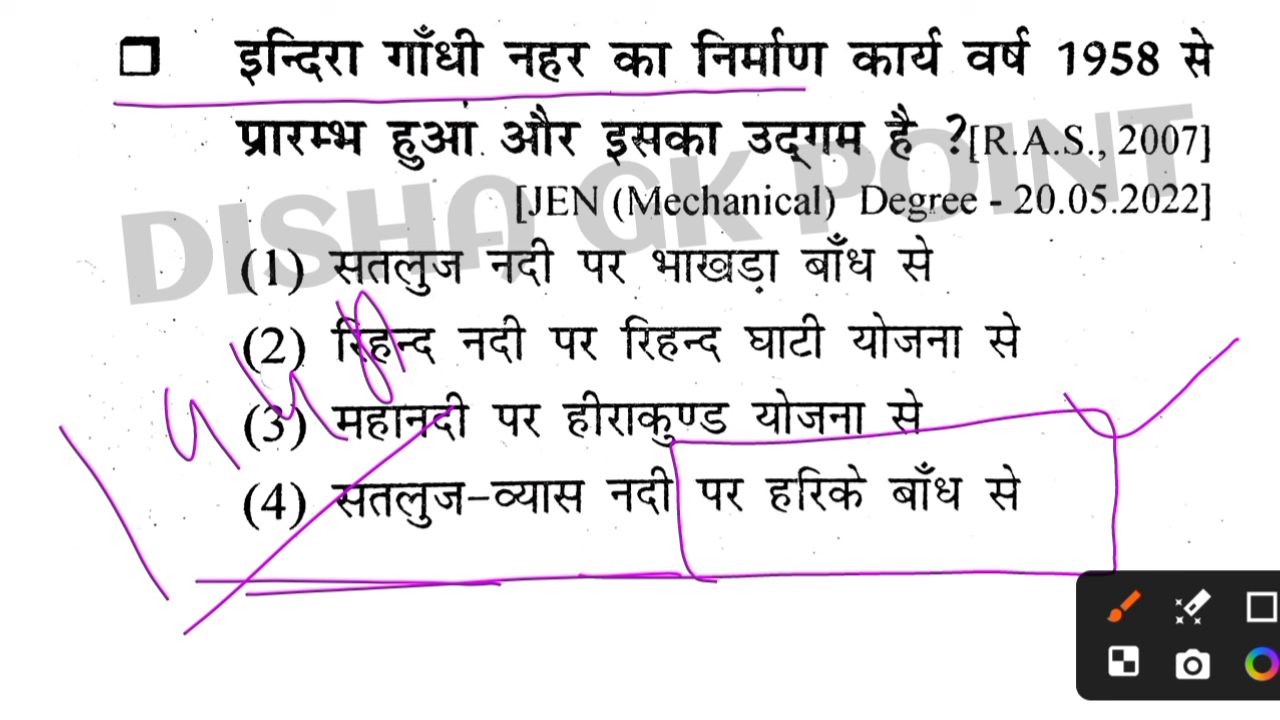 ❒ इन्दिरा गाँधी नहर का निर्माण कार्य वर्ष 1958 से
प्रारम्भ हुआं और इसका उद्‌गम है ?[R.A.S., 2007]
[JEN (Mechanical) Degree - 20.05.2022]
DISHA GK POINT
(1) सतलुज नदी पर भाखड़ा बाँध से
(2) रिहन्द नदी पर रिहन्द घाटी योजना से
(3) महानदी पर हीराकुण्ड योजना से
(4) सतलुज-व्यास नदी पर हरिके बाँध से